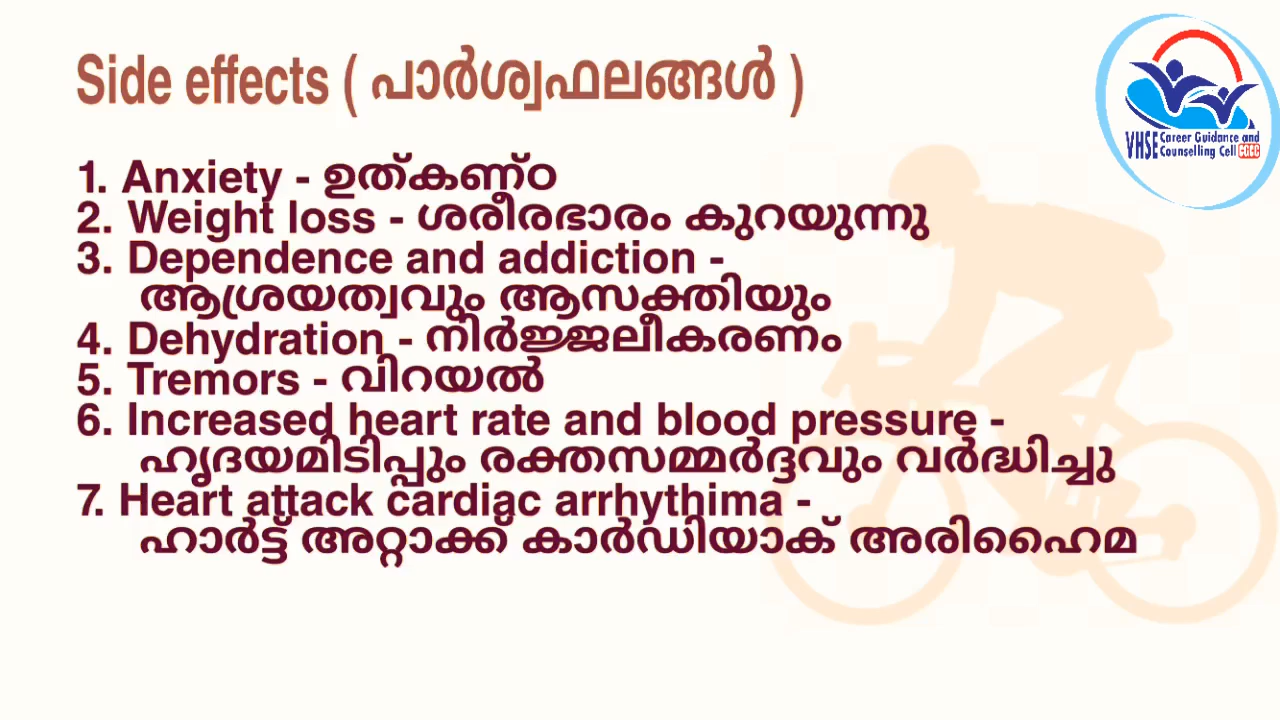 Side effects ( പാർശ്വഫലങ്ങൾ )
VHSE Career Guidance and
Counselling Cell CGCC
1. Anxiety - ഉത്കണ്ഠ
2. Weight loss - ശരീരഭാരം കുറയുന്നു
3. Dependence and addiction -
ആശ്രയത്വവും ആസക്തിയും
4. Dehydration - നിർജ്ജലീകരണം
5. Tremors - വിറയൽ
6. Increased heart rate and blood pressure -
ഹൃദയമിടിപ്പും രക്തസമ്മർദ്ദവും വർദ്ധിച്ചു
7. Heart attack cardiac arrhythima -
ഹാർട്ട് അറ്റാക്ക് കാർഡിയാക് അരിഹൈമ